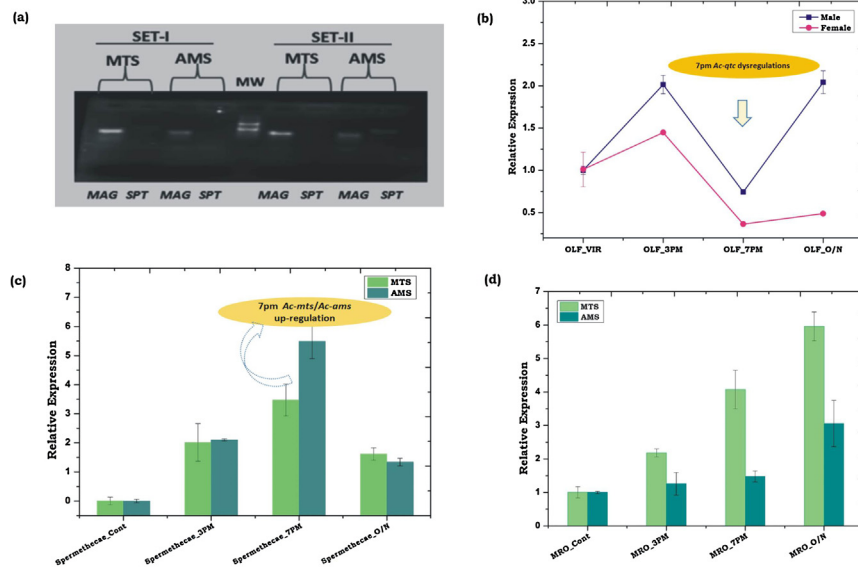 (a)
SET-I SET-II
MTS AMS MW MTS AMS
MAG SPT MAG SPT MAG SPT MAG SPT
(b)
Relative Exprssion
2.5
2.0
1.5
1.0
0.5
Male
Female
7pm Ac-qtc dysregulations
OLF_VIR OLF_3PM OLF_7PM OLF_O/N
(c)
Relative Expression
8
7
6
5
4
3
2
1
0
MTS
AMS
7pm Ac-mts/Ac-ams
up-regulation
Spermethecae_Cont Spermethecae_3PM Spermethecae_7PM Spermethecae_O/N
(d)
Relative Expression
7
6
5
4
3
2
1
0
MTS
AMS
MRO_Cont MRO_3PM MRO_7PM MRO_O/N